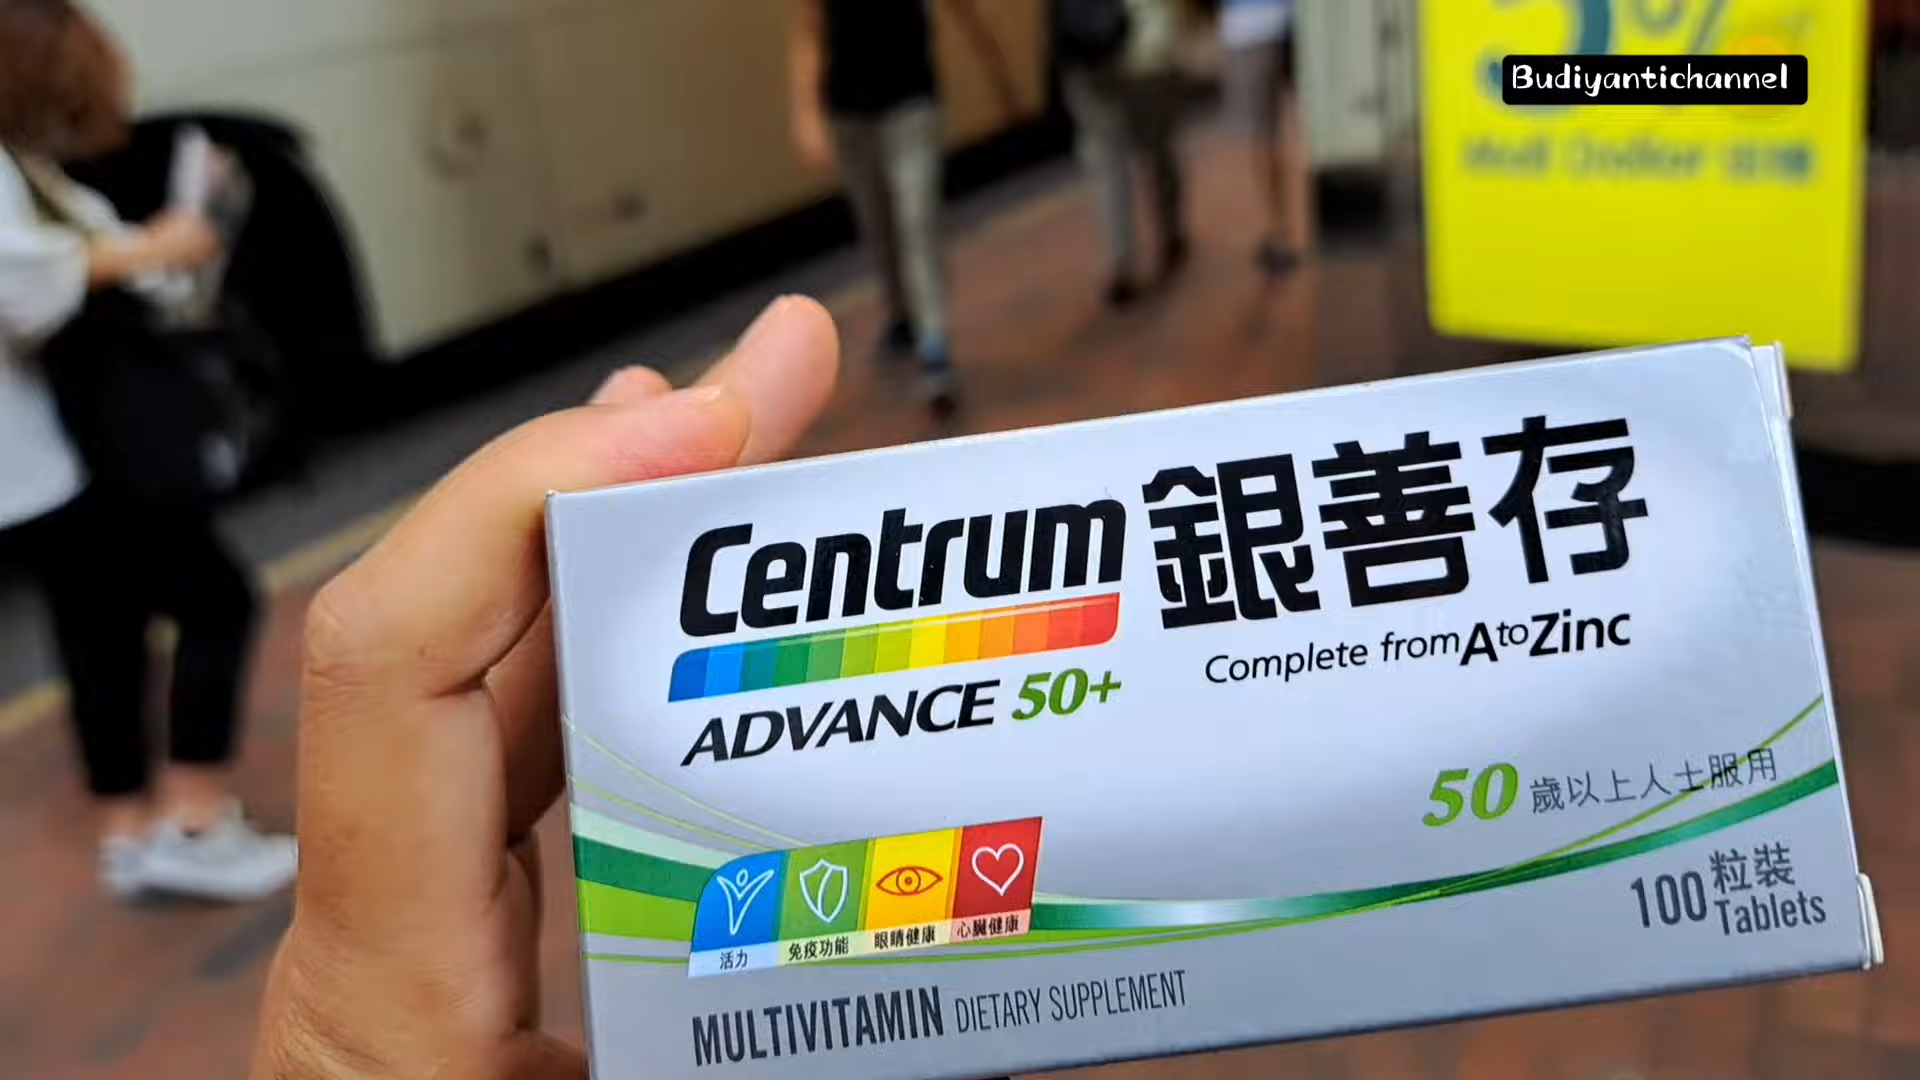 Budiyantichannel
Centrum 銀善存
Complete from A to Zinc
ADVANCE 50+
50 歲以上人士服用
100 粒裝 Tablets
活力 免疫功能 眼睛健康 心臟健康
MULTIVITAMIN DIETARY SUPPLEMENT